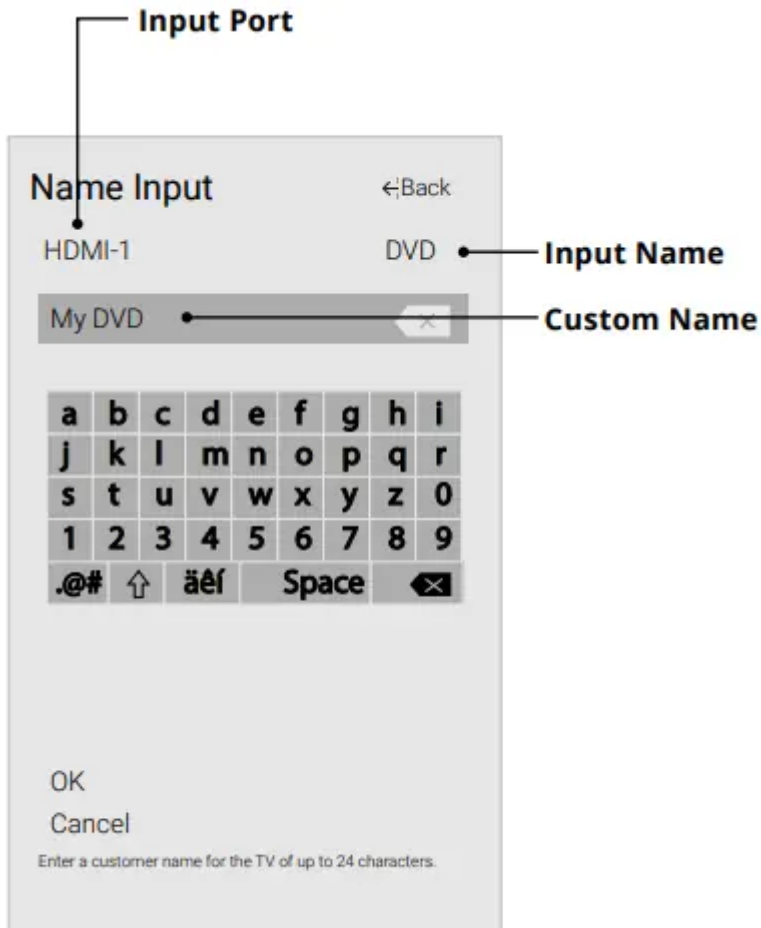 Input Port
Name Input ←Back
HDMI-1 DVD Input Name
My DVD Custom Name
a b c d e f g h i
j k l m n o p q r
s t u v w x y z 0
1 2 3 4 5 6 7 8 9
.@# äêí Space
OK
Cancel
Enter a customer name for the TV of up to 24 characters.